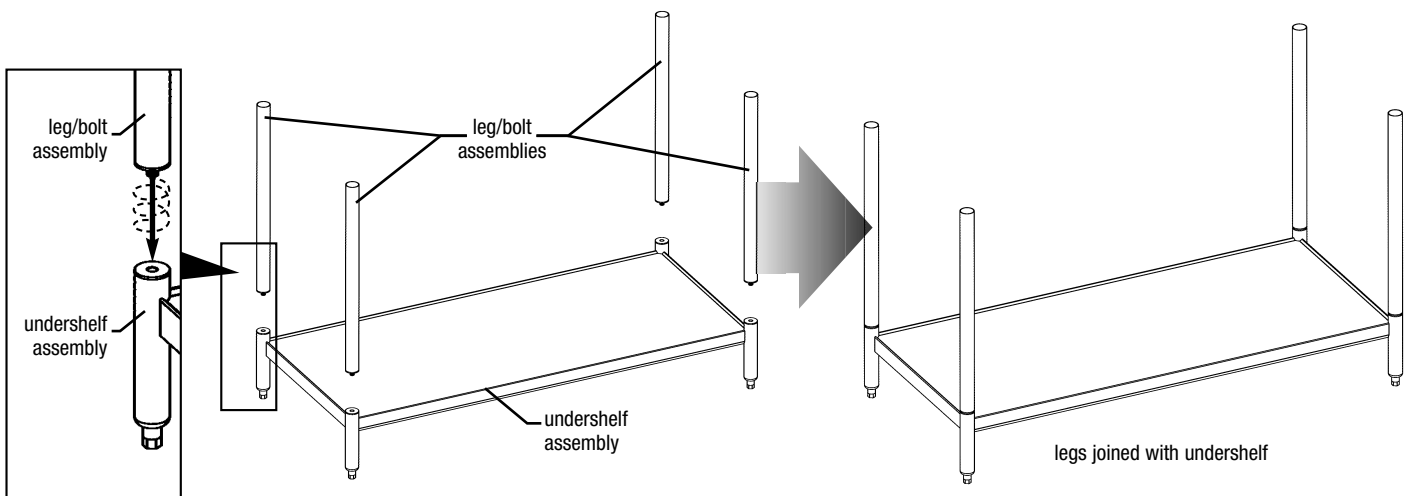 leg/bolt
assembly
undershelf
assembly
leg/bolt
assemblies
undershelf
assembly
legs joined with undershelf